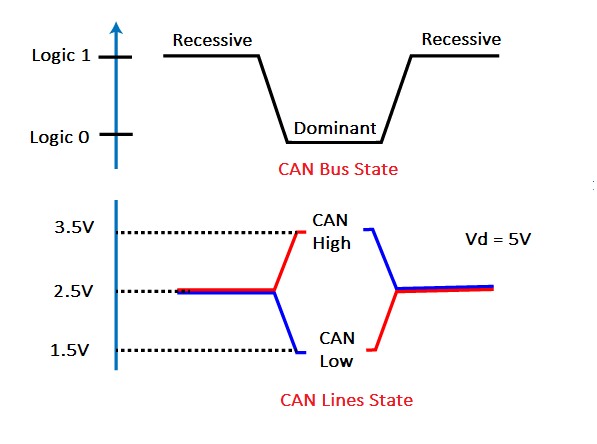 Recessive
Recessive
Logic 1
Dominant
Logic 0
CAN Bus State
3.5V
CAN
High
Vd = 5V
2.5V
1.5V
CAN
Low
CAN Lines State